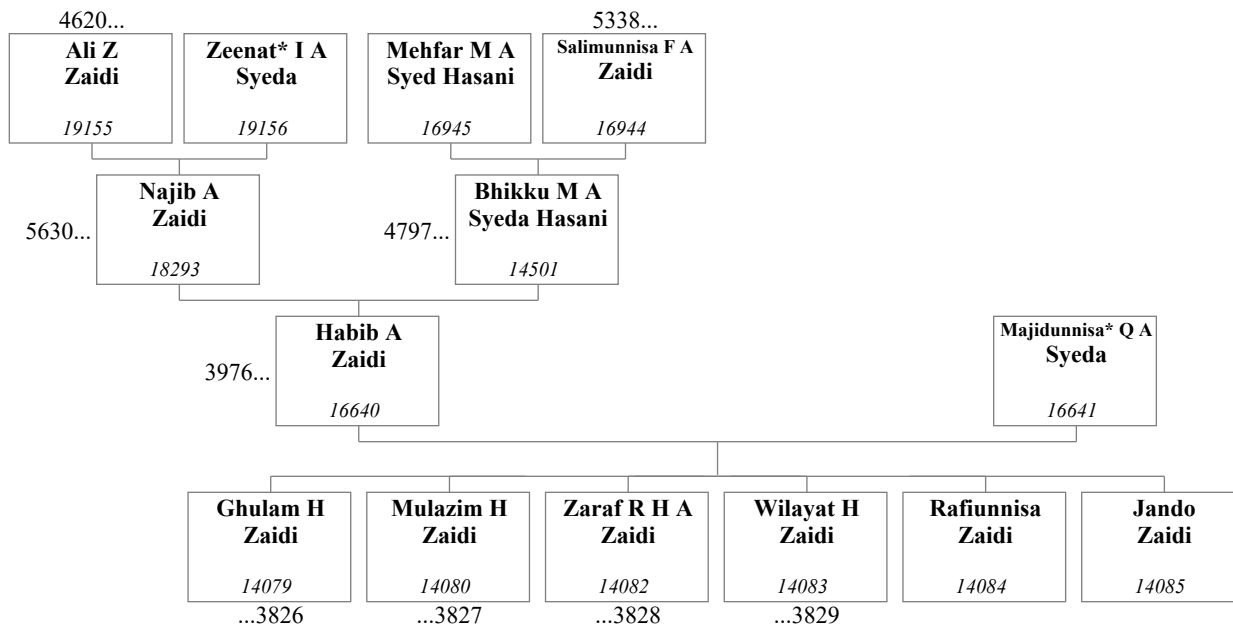 4620...
5338...
Ali Z
Zaidi
19155
Zeenat* I A
Syeda
19156
Mehfar M A
Syed Hasani
16945
Salimunnisa F A
Zaidi
16944
5630...
Najib A
Zaidi
18293
4797...
Bhikku M A
Syeda Hasani
14501
3976...
Habib A
Zaidi
16640
Majidunnisa* Q A
Syeda
16641
Ghulam H
Zaidi
14079
...3826
Mulazim H
Zaidi
14080
...3827
Zaraf R H A
Zaidi
14082
...3828
Wilayat H
Zaidi
14083
...3829
Rafiunnisa
Zaidi
14084
Jando
Zaidi
14085